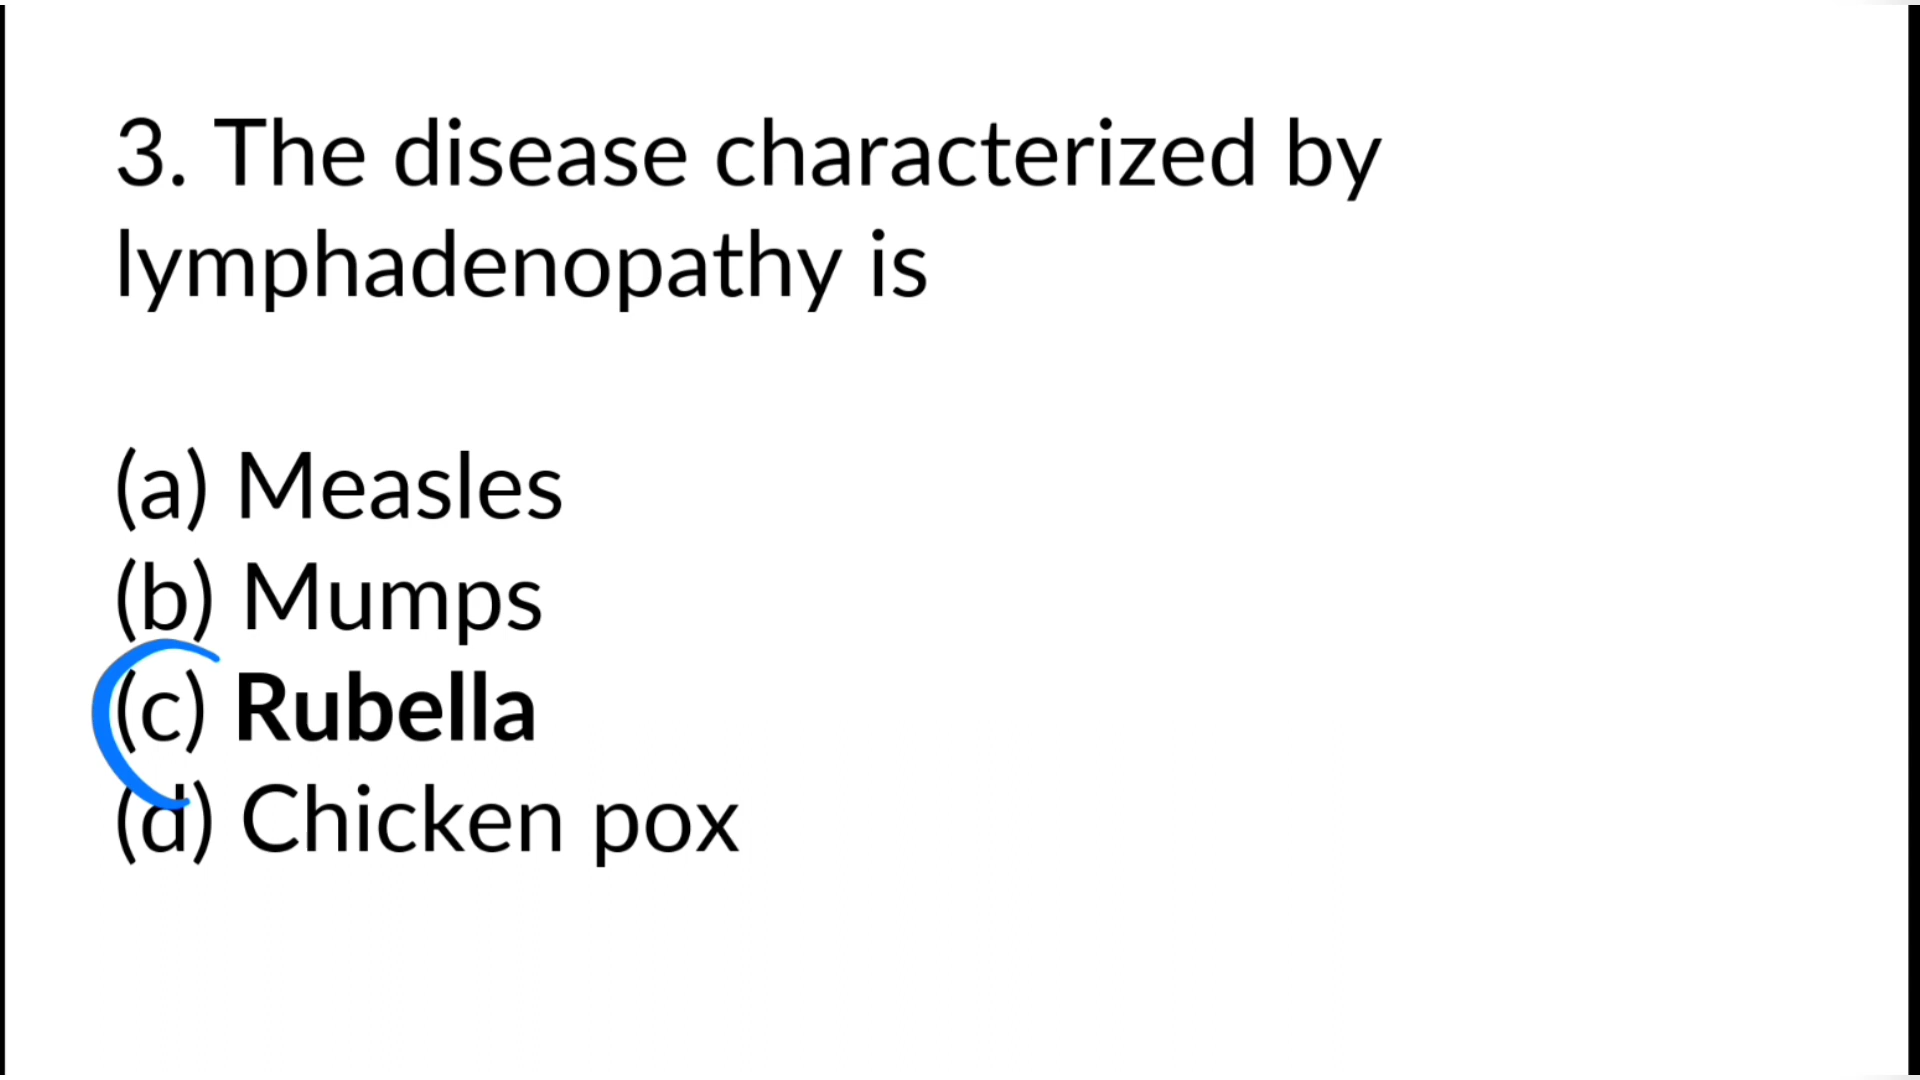 3. The disease characterized by
lymphadenopathy is
(a) Measles
(b) Mumps
(c) Rubella
(d) Chicken pox